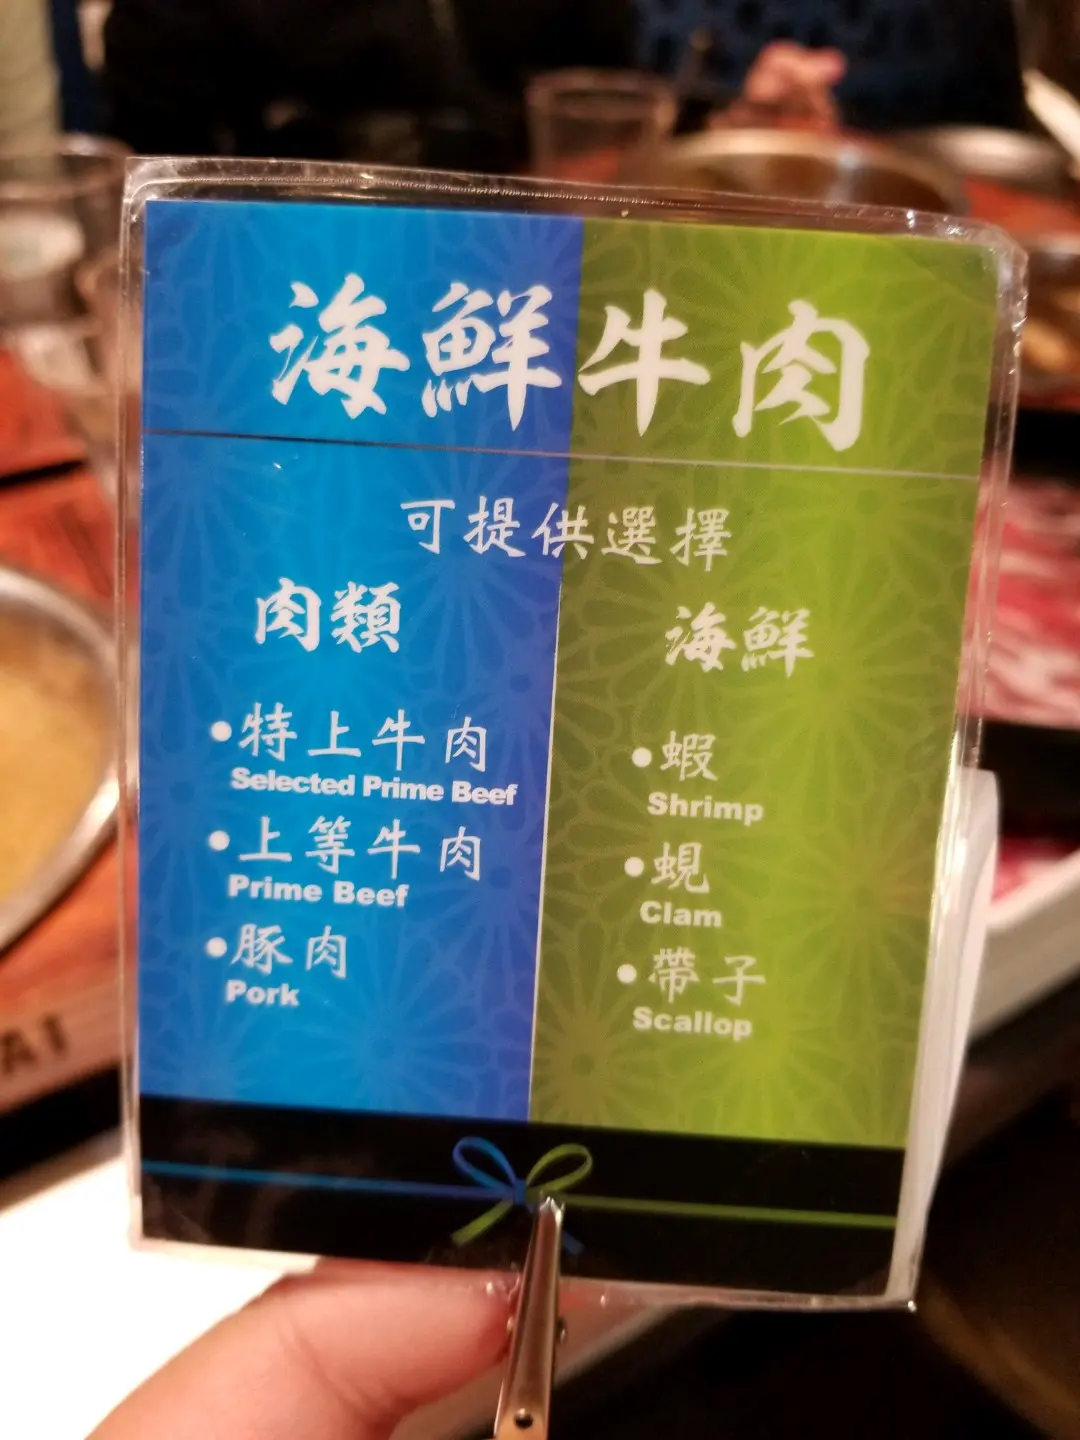 海鮮牛肉
可提供選擇
肉類
•特上牛肉
Selected Prime Beef
•上等牛肉
Prime Beef
•豚肉
Pork
海鮮
•蝦
Shrimp
•蜆
Clam
•帶子
Scallop
AI